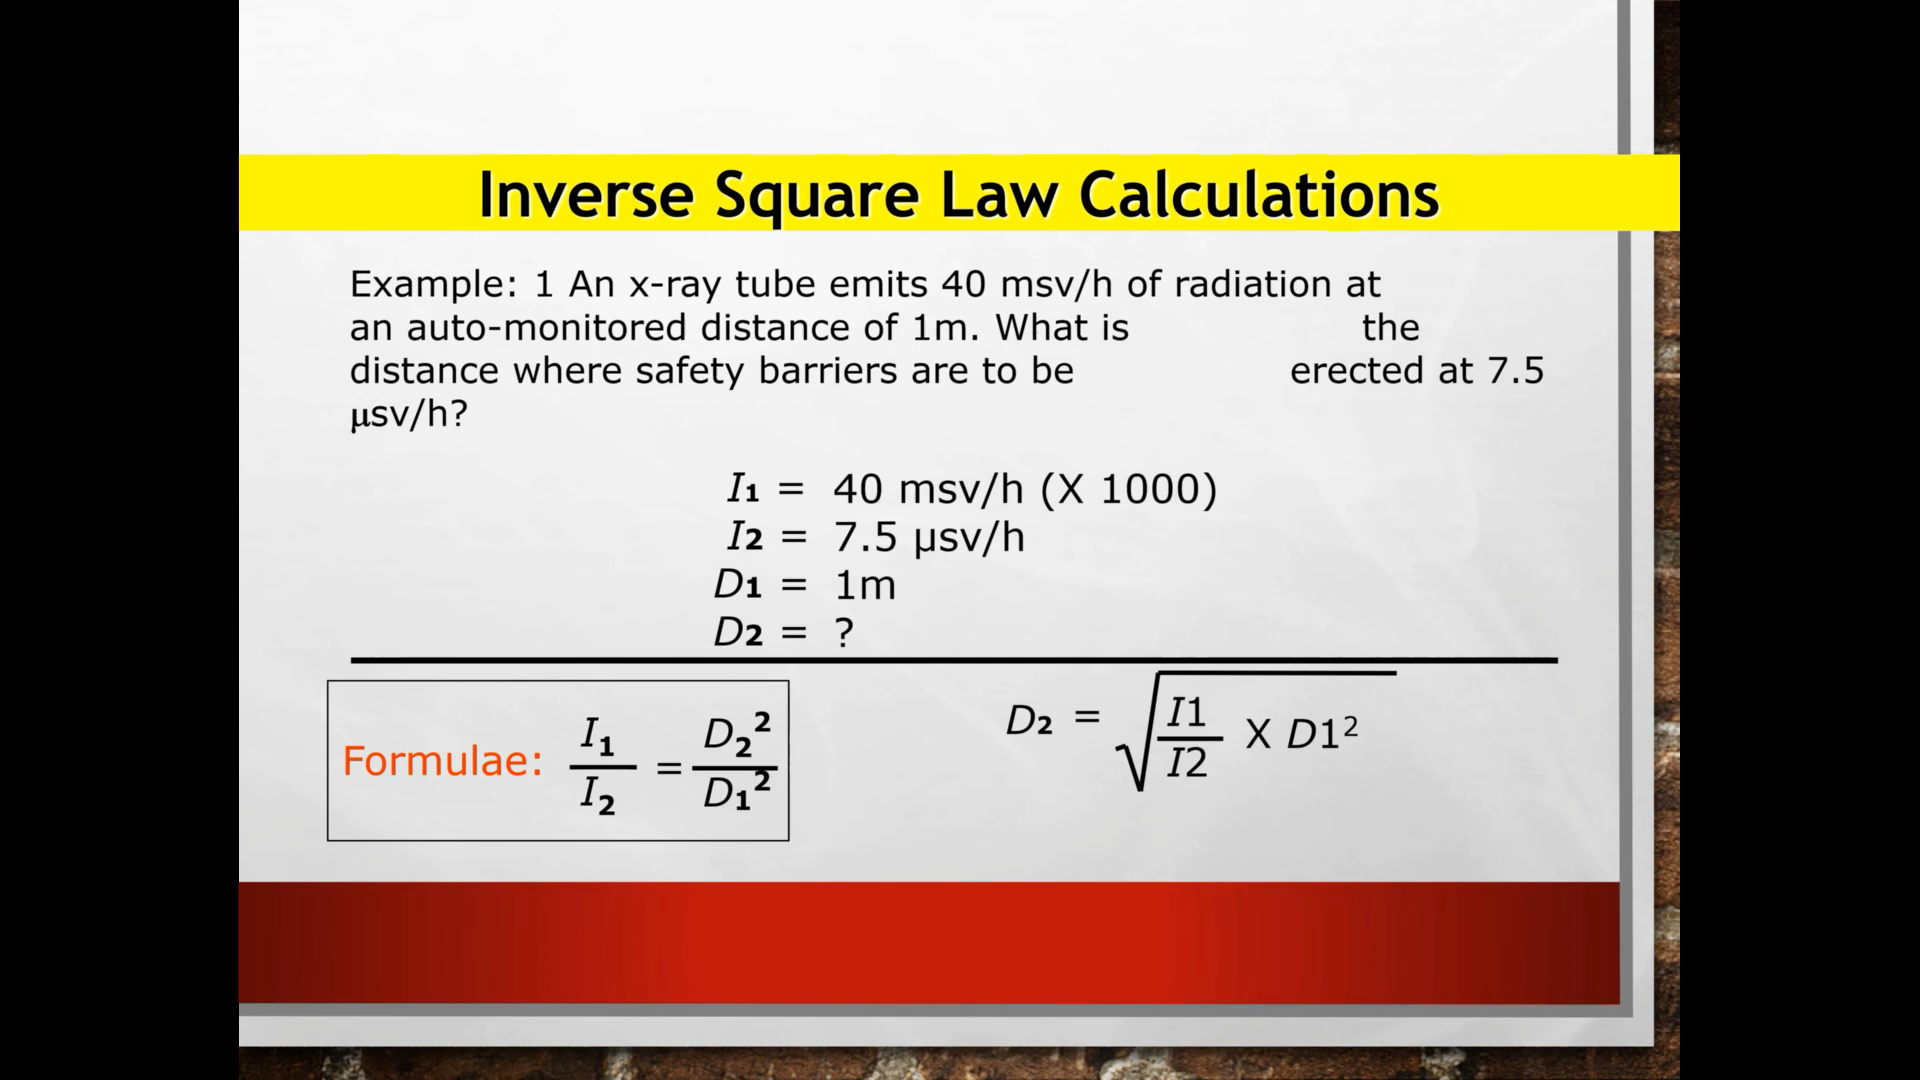 Inverse Square Law Calculations
Example: 1 An x-ray tube emits 40 msv/h of radiation at
an auto-monitored distance of 1m. What is the
distance where safety barriers are to be erected at 7.5
μsv/h?
I1 = 40 msv/h (X 1000)
I2 = 7.5 μsv/h
D1 = 1m
D2 = ?
Formulae: I1/I2 = D2²/D1²
D2 = √(I1/I2 X D1²)